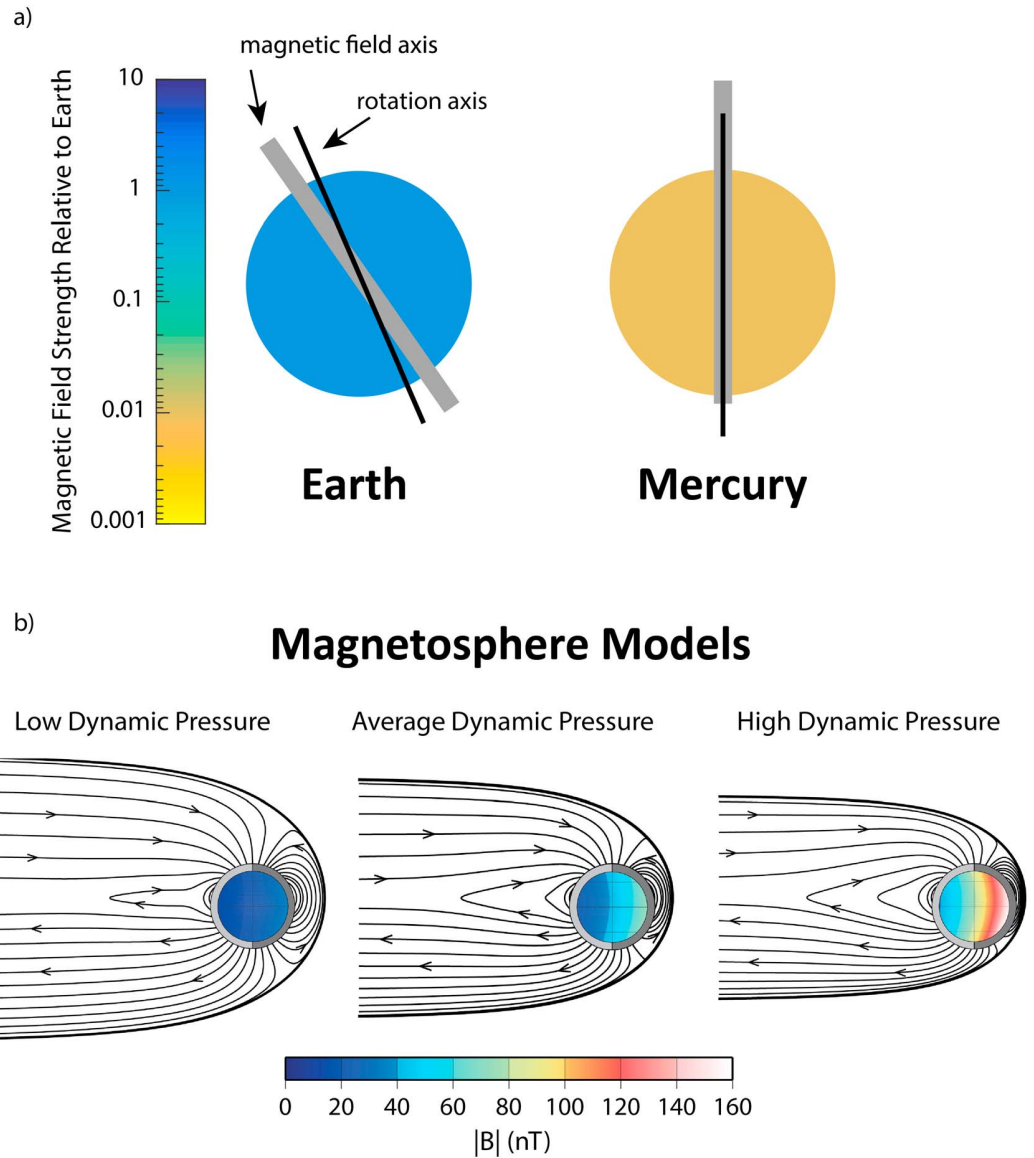 a)
magnetic field axis
rotation axis
Magnetic Field Strength Relative to Earth
10
1
0.1
0.01
0.001
Earth
Mercury
b)
Magnetosphere Models
Low Dynamic Pressure
Average Dynamic Pressure
High Dynamic Pressure
0 20 40 60 80 100 120 140 160
|B| (nT)